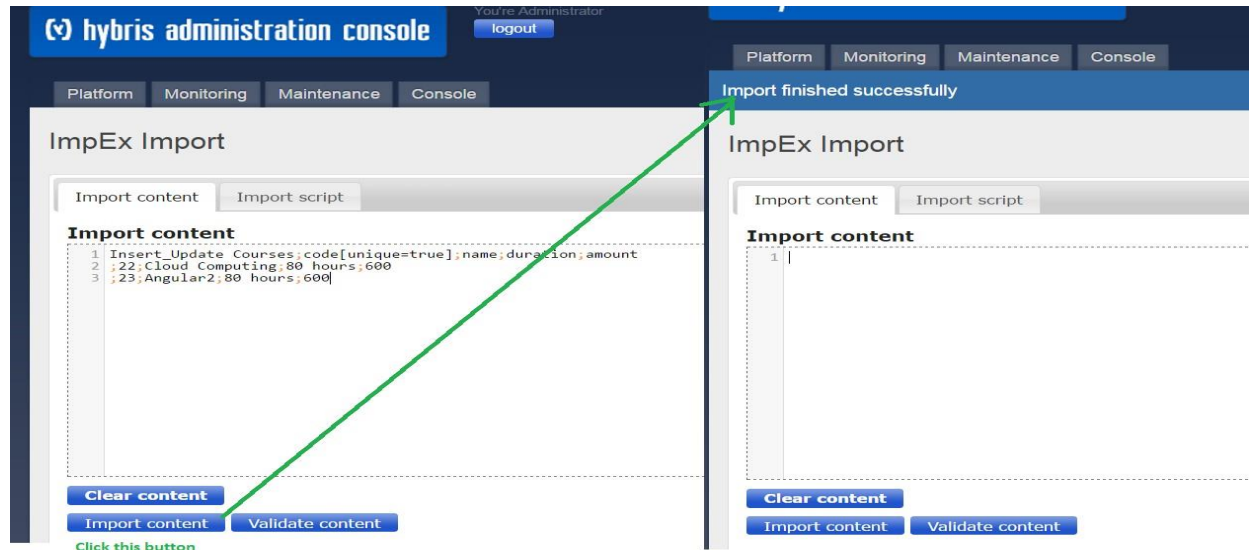 You're Administrator
(y) hybris administration console
logout
Platform Monitoring Maintenance Console
ImpEx Import
Import content Import script
Import content
1 Insert_Update Courses;code[unique=true];name;duration;amount
2 ;22;Cloud Computing;80 hours;600
3 ;23;Angular2;80 hours;600
Clear content
Import content Validate content
Click this button
Platform Monitoring Maintenance Console
Import finished successfully
ImpEx Import
Import content Import script
Import content
1
Clear content
Import content Validate content